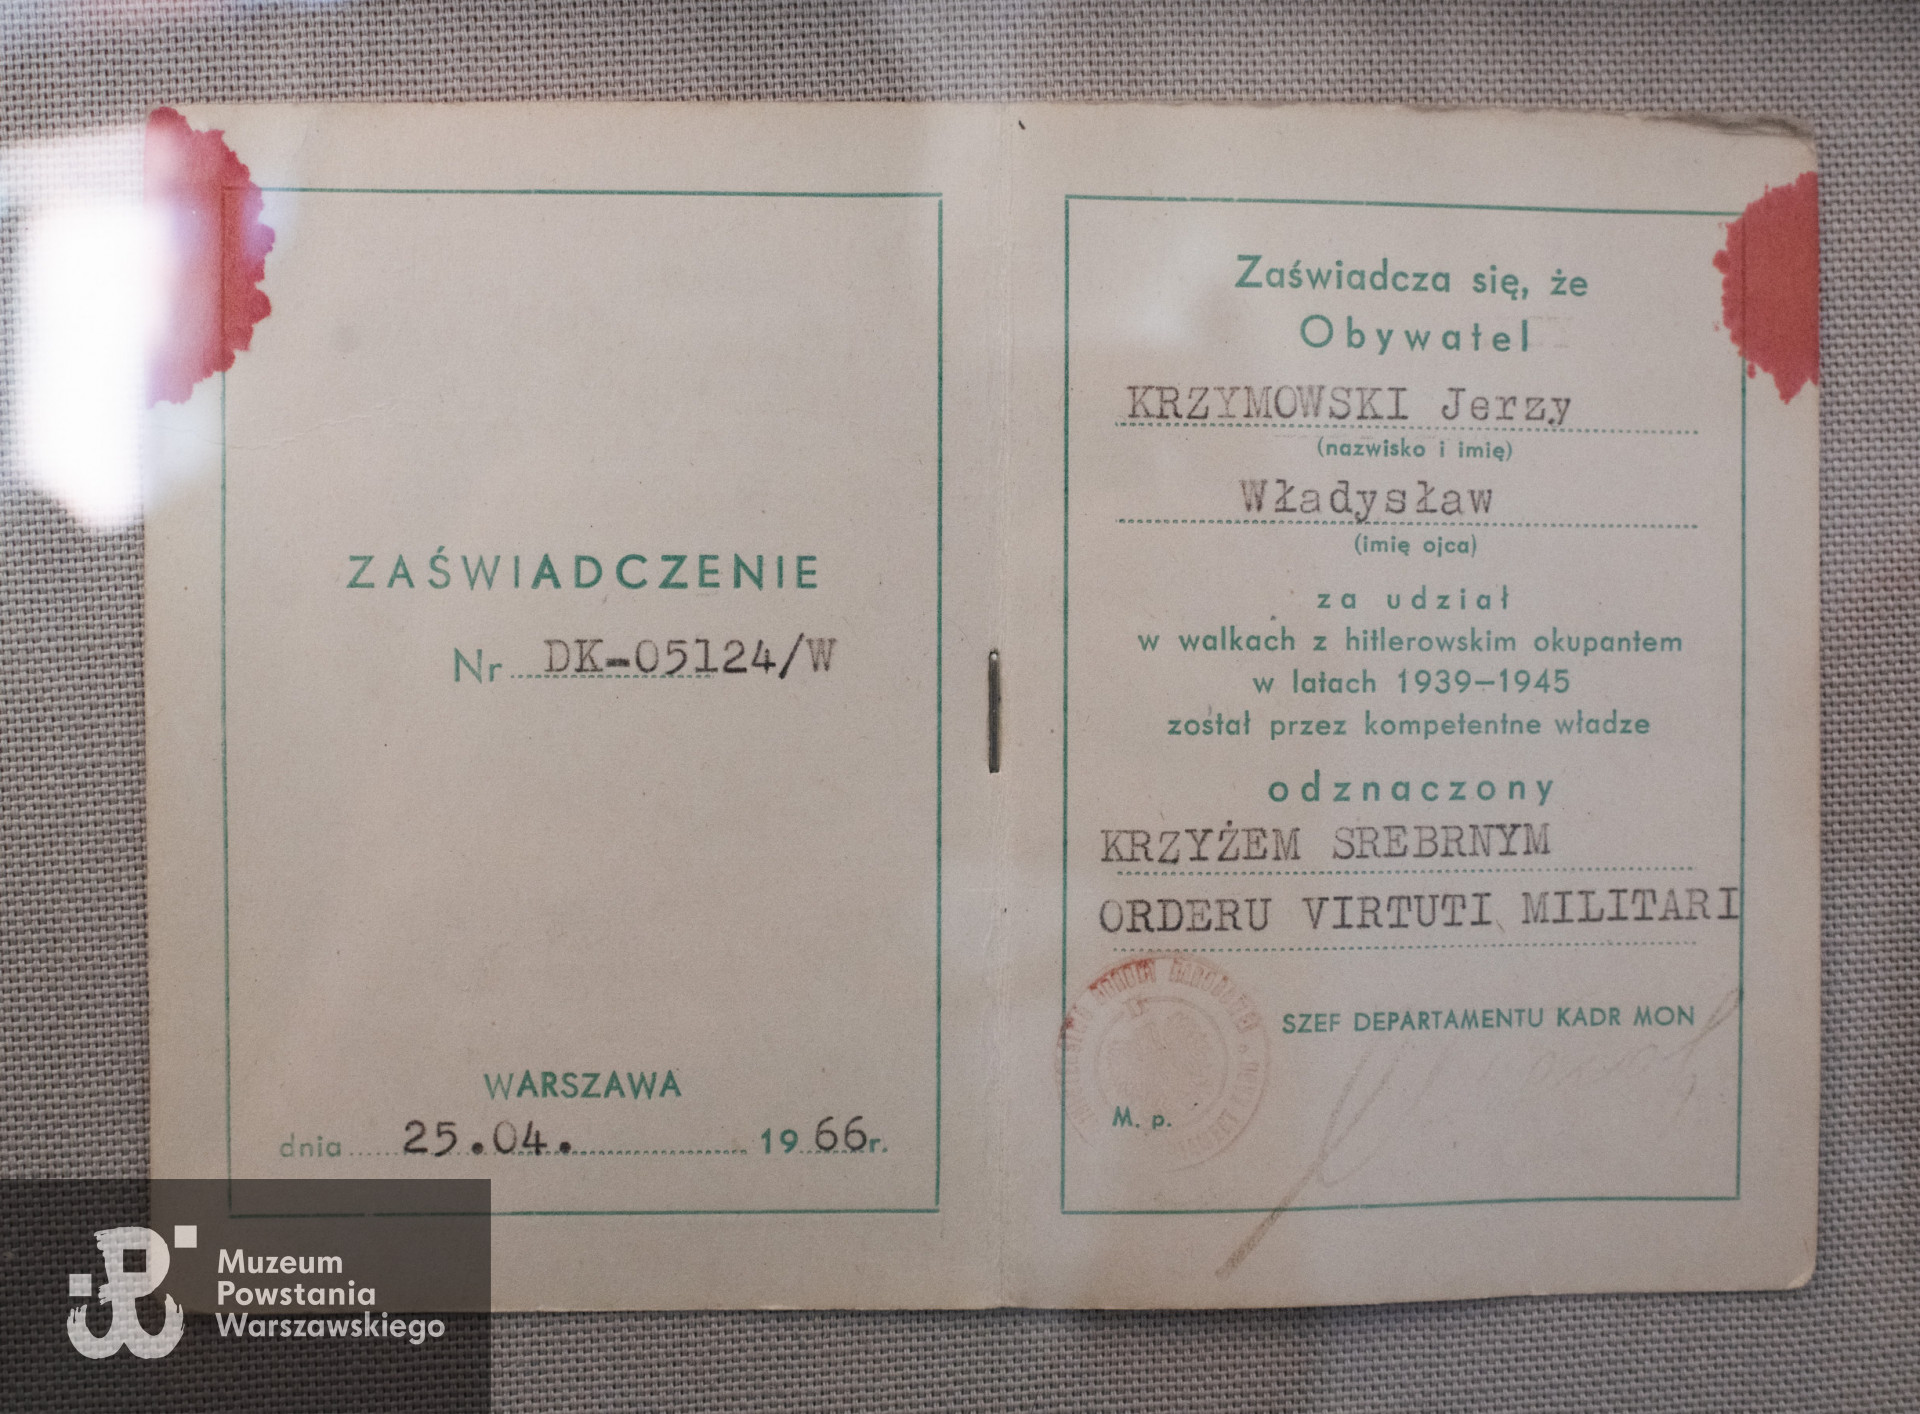 ZAŚWIADCZENIE
Nr DK-05124/W
WARSZAWA
dnia 25.04. 1966r.
Zaświadcza się, że
Obywatel
KRZYMOWSKI Jerzy
(nazwisko i imię)
Władysław
(imię ojca)
za udział
w walkach z hitlerowskim okupantem
w latach 1939–1945
został przez kompetentne władze
odznaczony
KRZYŻEM SREBRNYM
ORDERU VIRTUTI MILITARI
SZEF DEPARTAMENTU KADR MON
M. p.
Muzeum
Powstania
Warszawskiego